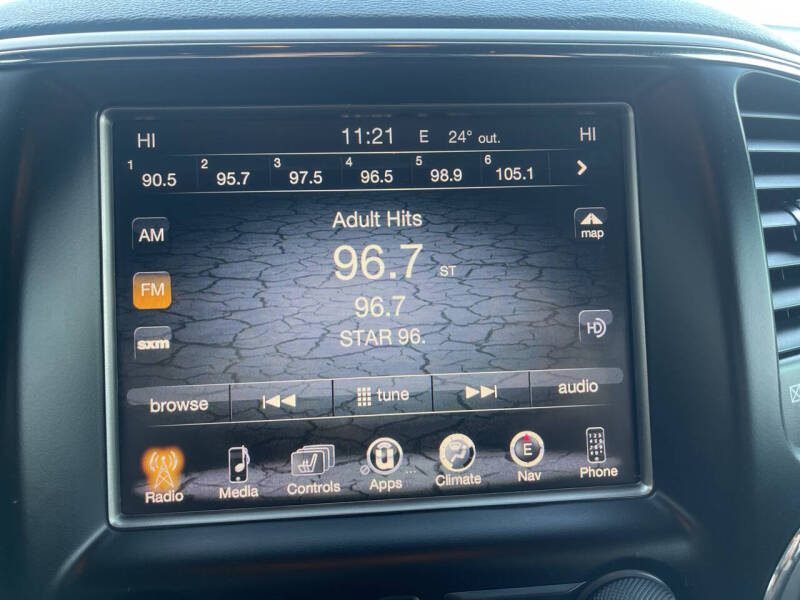 HI 11:21 E 24° out. HI
1 90.5 2 95.7 3 97.5 4 96.5 5 98.9 6 105.1
Adult Hits
AM
map
96.7 ST
FM
96.7
HD
STAR 96.
sxm
browse tune audio
E
Radio Media Controls Apps ... Climate Nav Phone